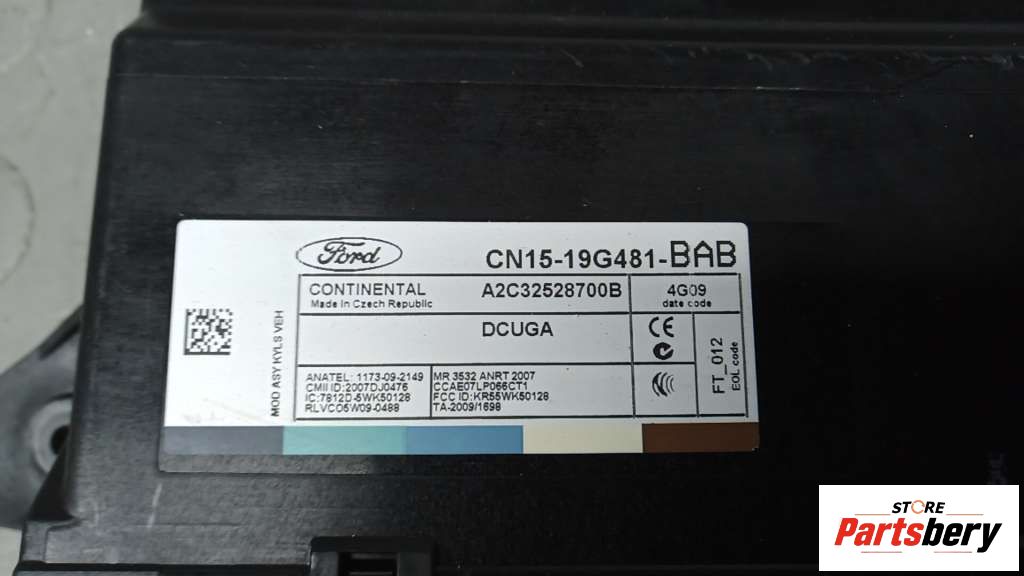 Ford
CN15-19G481-BAB
CONTINENTAL
Made in Czech Republic
A2C32528700B
4G09
date code
DCUGA
CE
FT_012
EOL code
MOD ASY KYLS VEH
ANATEL: 1173-09-2149
CMII ID:2007DJ0476
IC:7812D-5WK50128
RLVCO5W09-0488
MR 3532 ANRT 2007
CCAE07LP066CT1
FCC ID:KR55WK50128
TA-2009/1698
STORE
Partsbery